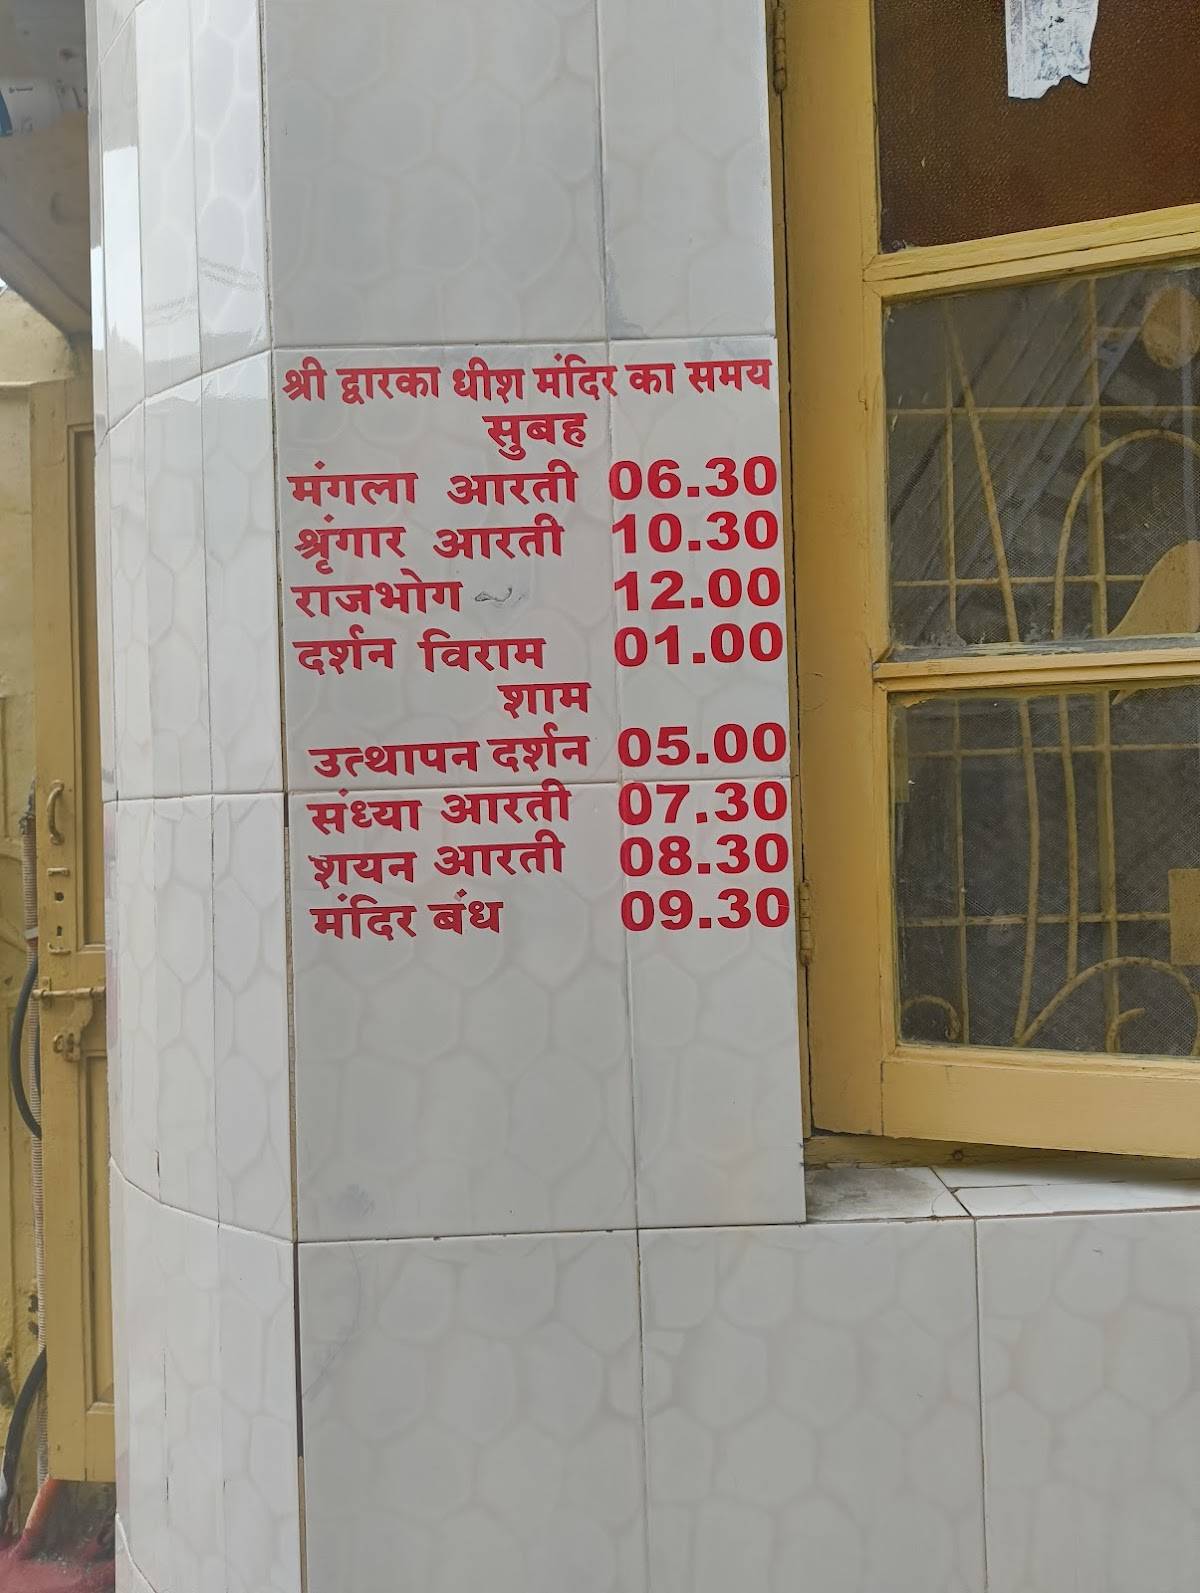 श्री द्वारका धीश मंदिर का समय
सुबह
मंगला आरती 06.30
श्रृंगार आरती 10.30
राजभोग 12.00
दर्शन विराम 01.00
शाम
उत्थापन दर्शन 05.00
संध्या आरती 07.30
शयन आरती 08.30
मंदिर बंध 09.30